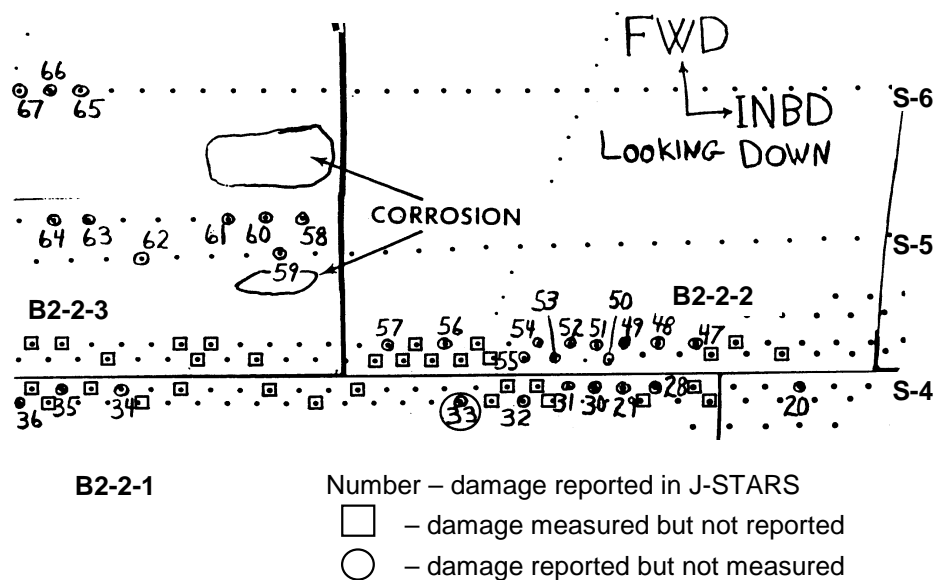 FWD
66
S-6
67 65
INBD
LOOKING DOWN
CORROSION
64 63 62 61 60 58
S-5
59
B2-2-3
B2-2-2
53 50
57 56 54 52 51 49 48 47
55
S-4
36 35 34 33 32 31 30 29 28 20
B2-2-1
Number – damage reported in J-STARS
– damage measured but not reported
– damage reported but not measured